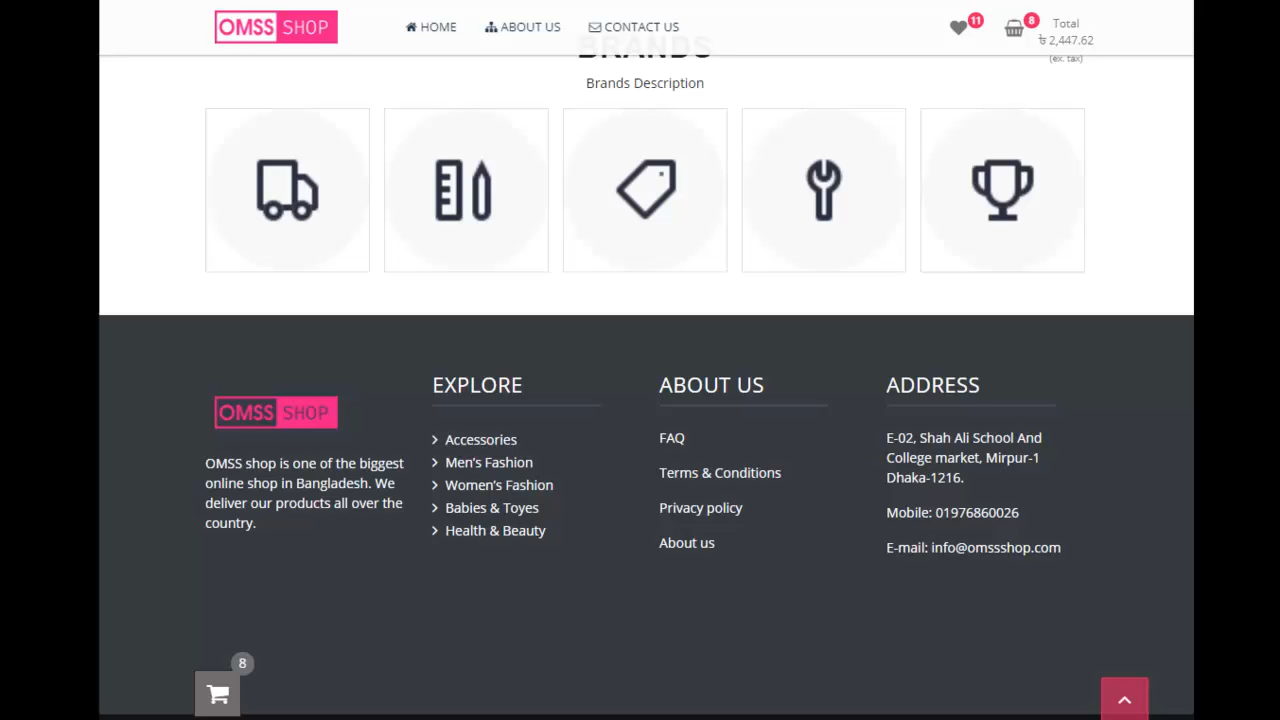 OMSS SHOP
HOME
ABOUT US
CONTACT US
11
8
Total
৳ 2,447.62
(ex. tax)
BRANDS
Brands Description
OMSS SHOP
OMSS shop is one of the biggest
online shop in Bangladesh. We
deliver our products all over the
country.
EXPLORE
Accessories
Men's Fashion
Women's Fashion
Babies & Toyes
Health & Beauty
ABOUT US
FAQ
Terms & Conditions
Privacy policy
About us
ADDRESS
E-02, Shah Ali School And
College market, Mirpur-1
Dhaka-1216.
Mobile: 01976860026
E-mail: info@omssshop.com
8